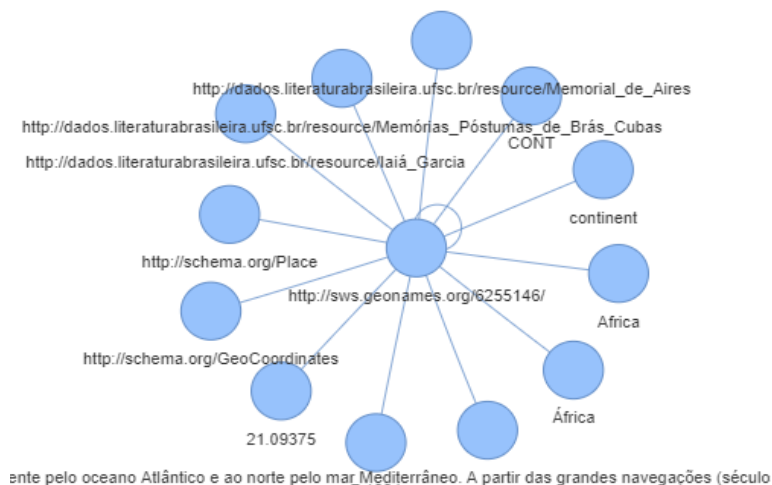 http://dados.literaturabrasileira.ufsc.br/resource/Memorial_de_Aires
http://dados.literaturabrasileira.ufsc.br/resource/Memórias_Póstumas_de_Brás_Cubas
CONT
http://dados.literaturabrasileira.ufsc.br/resource/Iaiá_Garcia
continent
http://schema.org/Place
http://sws.geonames.org/6255146/
Africa
http://schema.org/GeoCoordinates
África
21.09375
ente pelo oceano Atlântico e ao norte pelo mar Mediterrâneo. A partir das grandes navegações (século